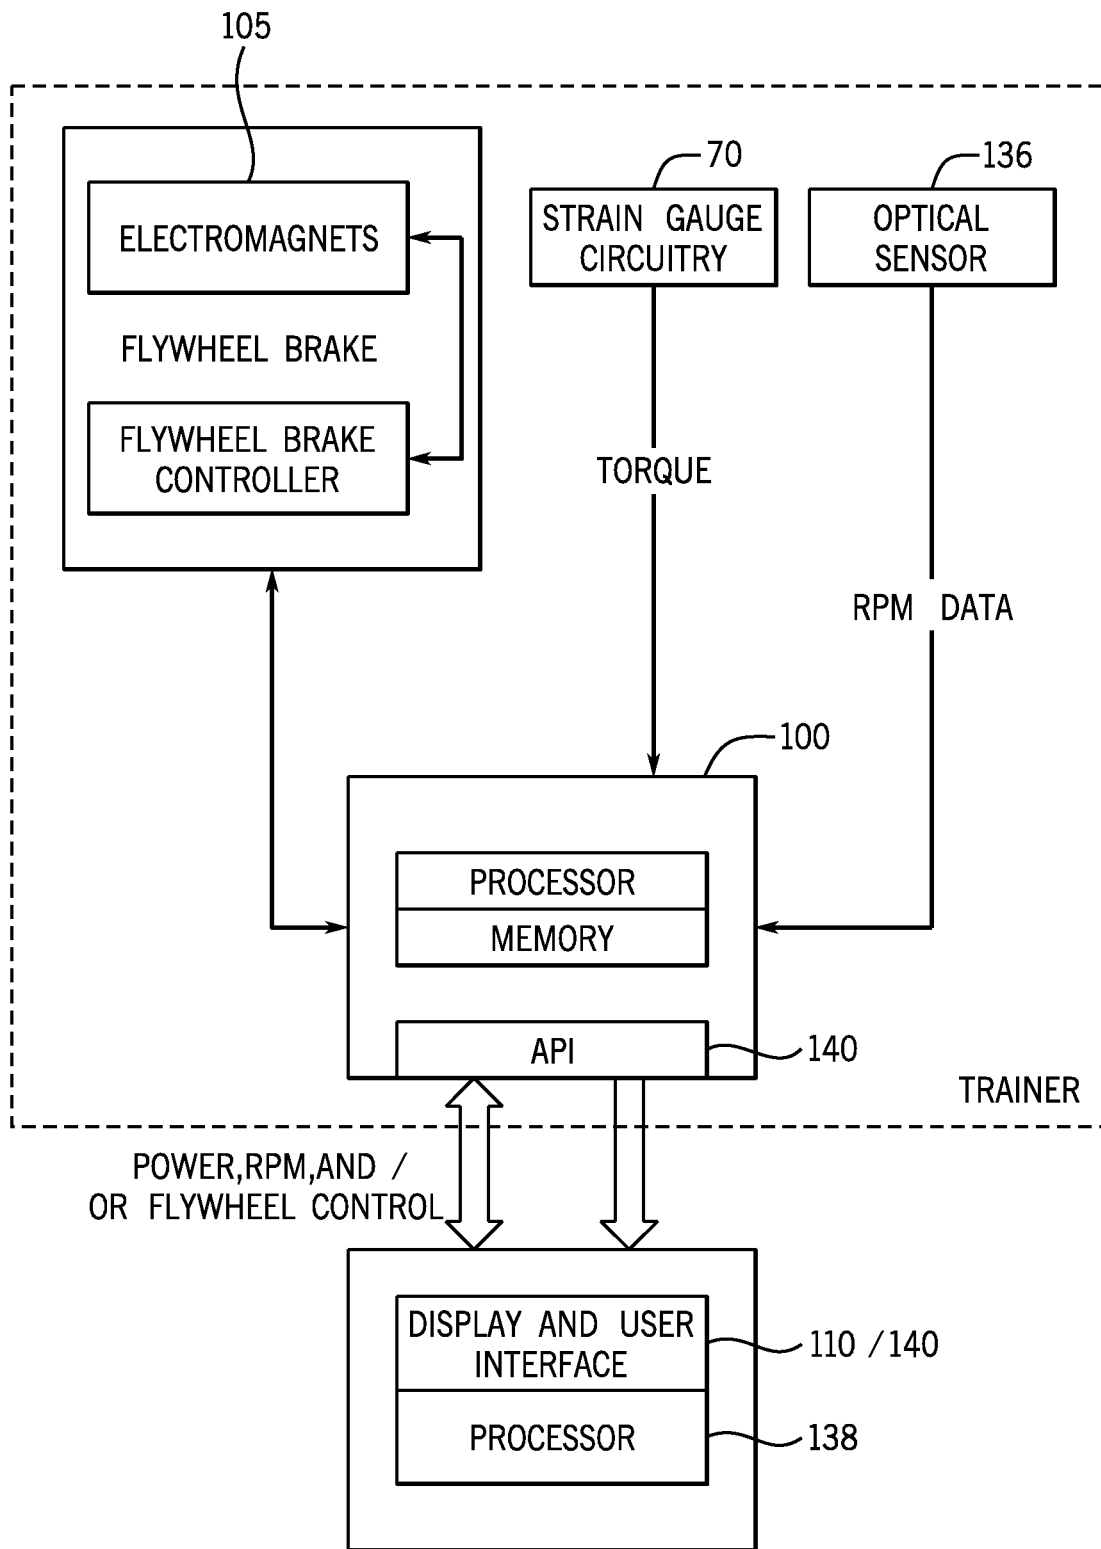 105
70
136
ELECTROMAGNETS
STRAIN GAUGE
CIRCUITRY
OPTICAL
SENSOR
FLYWHEEL BRAKE
FLYWHEEL BRAKE
CONTROLLER
TORQUE
RPM DATA
100
PROCESSOR
MEMORY
API
140
TRAINER
POWER,RPM,AND /
OR FLYWHEEL CONTROL
DISPLAY AND USER
INTERFACE
110 /140
PROCESSOR
138